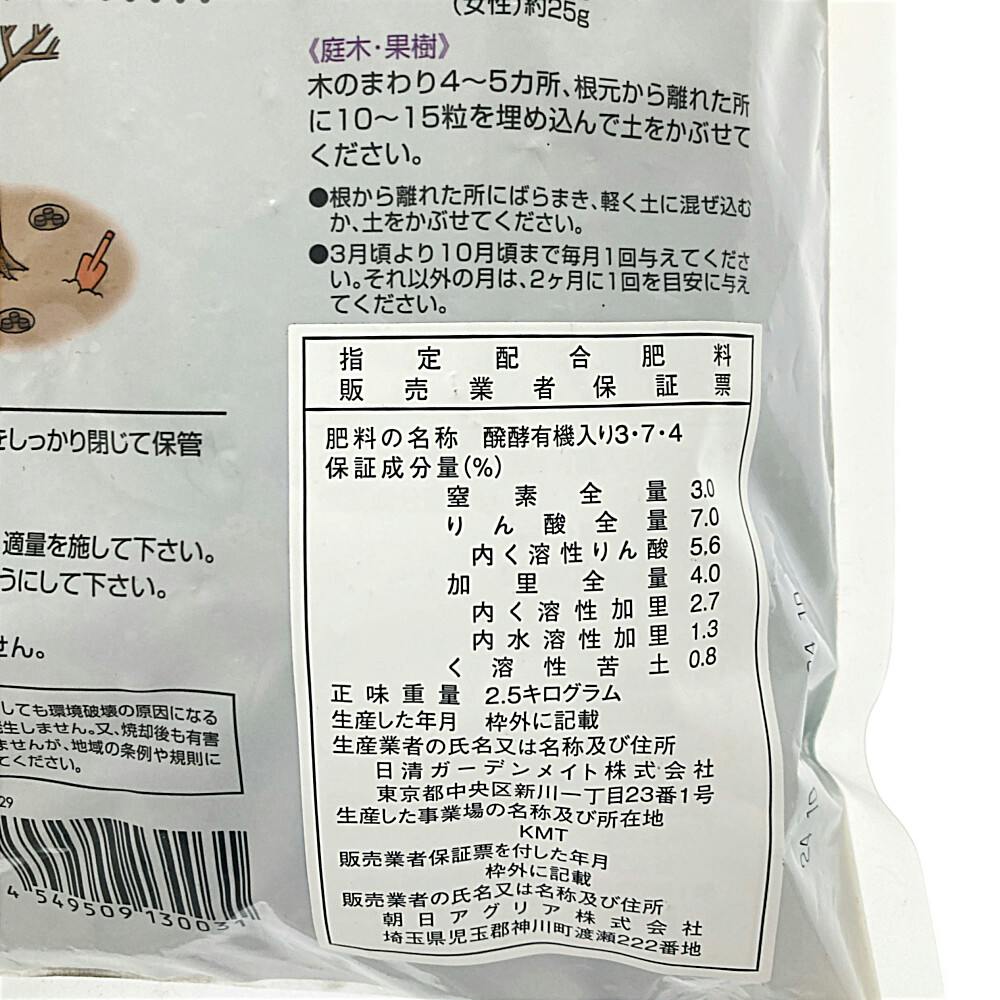 (女性)約25g
《庭木・果樹》
木のまわり4〜5カ所、根元から離れた所
に10〜15粒を埋め込んで土をかぶせて
ください。
●根から離れた所にばらまき、軽く土に混ぜ込む
か、土をかぶせてください。
●3月頃より10月頃まで毎月1回与えてくださ
い。それ以外の月は、2ヶ月に1回を目安に与え
てください。
をしっかり閉じて保管
適量を施して下さい。
うにして下さい。
せん。
しても環境破壊の原因になる
発生しません。又、焼却後も有害
ませんが、地域の条例や規則に
てください。
29
4 549509 130031
指定配合肥料
販売業者保証票
肥料の名称 醗酵有機入り3・7・4
保証成分量(%)
窒素全量 3.0
りん酸全量 7.0
内く溶性りん酸 5.6
加里全量 4.0
内く溶性加里 2.7
内水溶性加里 1.3
く溶性苦土 0.8
正味重量 2.5キログラム
生産した年月 枠外に記載
生産業者の氏名又は名称及び住所
日清ガーデンメイト株式会社
東京都中央区新川一丁目23番1号
生産した事業場の名称及び所在地
KMT
販売業者保証票を付した年月
枠外に記載
販売業者の氏名又は名称及び住所
朝日アグリア株式会社
埼玉県児玉郡神川町渡瀬222番地